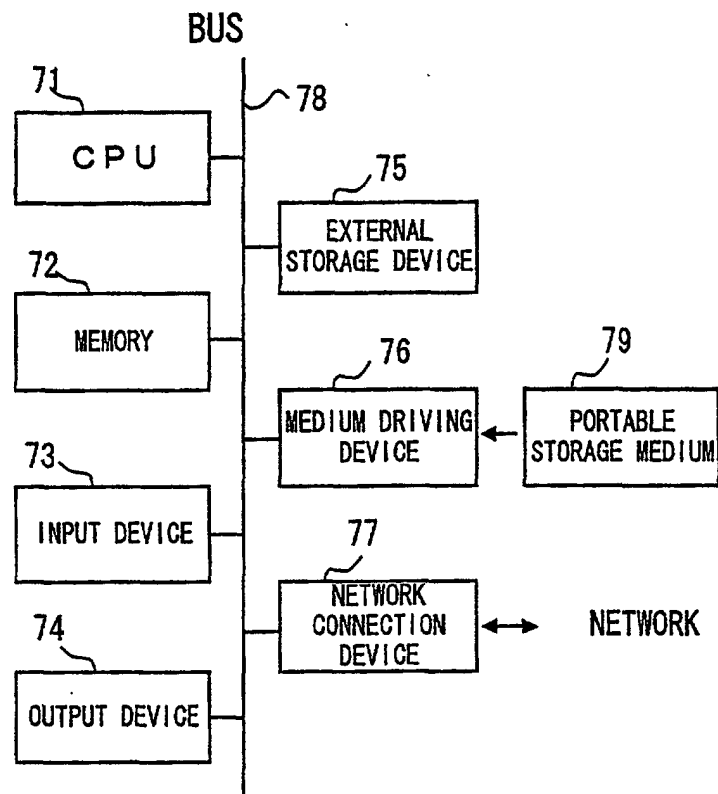 BUS
71
78
CPU
75
EXTERNAL
STORAGE DEVICE
72
MEMORY
76
79
MEDIUM DRIVING
DEVICE
PORTABLE
STORAGE MEDIUM
73
INPUT DEVICE
77
NETWORK
CONNECTION
DEVICE
NETWORK
74
OUTPUT DEVICE